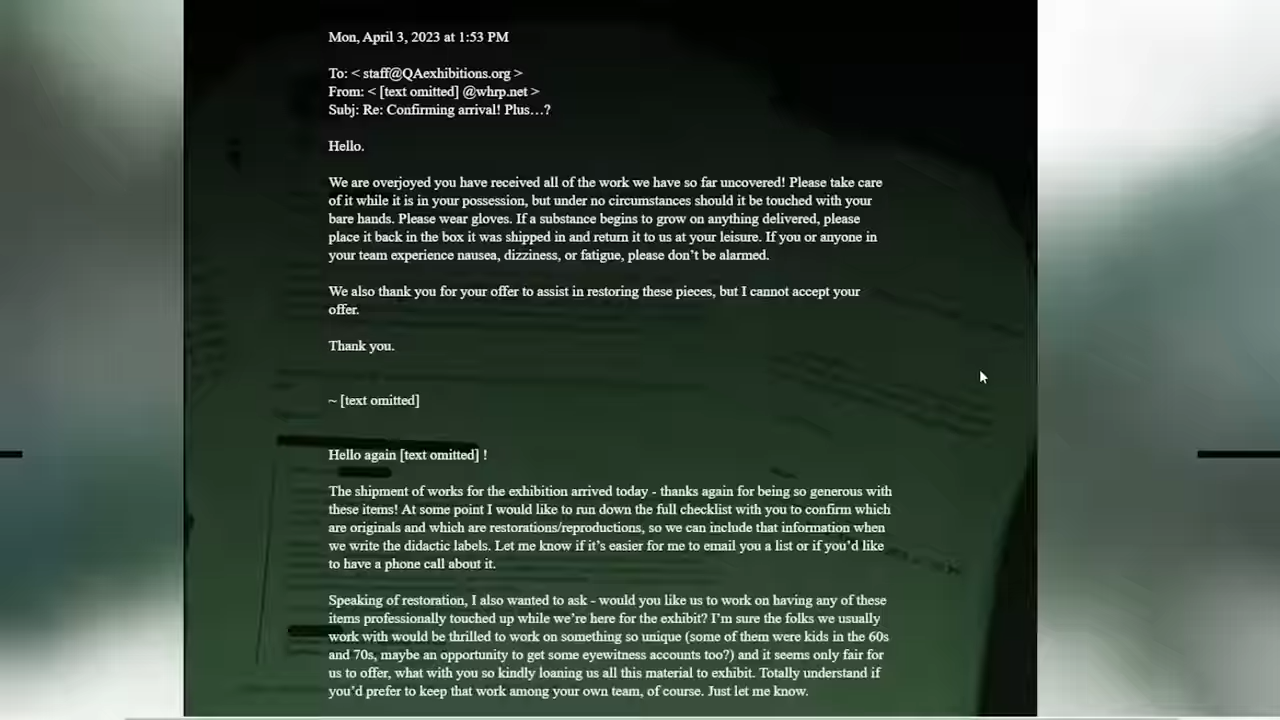 Mon, April 3, 2023 at 1:53 PM
To: < staff@QAexhibitions.org >
From: < [text omitted] @whrp.net >
Subj: Re: Confirming arrival! Plus…?
Hello.
We are overjoyed you have received all of the work we have so far uncovered! Please take care
of it while it is in your possession, but under no circumstances should it be touched with your
bare hands. Please wear gloves. If a substance begins to grow on anything delivered, please
place it back in the box it was shipped in and return it to us at your leisure. If you or anyone in
your team experience nausea, dizziness, or fatigue, please don’t be alarmed.
We also thank you for your offer to assist in restoring these pieces, but I cannot accept your
offer.
Thank you.
~ [text omitted]
Hello again [text omitted] !
The shipment of works for the exhibition arrived today - thanks again for being so generous with
these items! At some point I would like to run down the full checklist with you to confirm which
are originals and which are restorations/reproductions, so we can include that information when
we write the didactic labels. Let me know if it’s easier for me to email you a list or if you’d like
to have a phone call about it.
Speaking of restoration, I also wanted to ask - would you like us to work on having any of these
items professionally touched up while we’re here for the exhibit? I’m sure the folks we usually
work with would be thrilled to work on something so unique (some of them were kids in the 60s
and 70s, maybe an opportunity to get some eyewitness accounts too?) and it seems only fair for
us to offer, what with you so kindly loaning us all this material to exhibit. Totally understand if
you’d prefer to keep that work among your own team, of course. Just let me know.